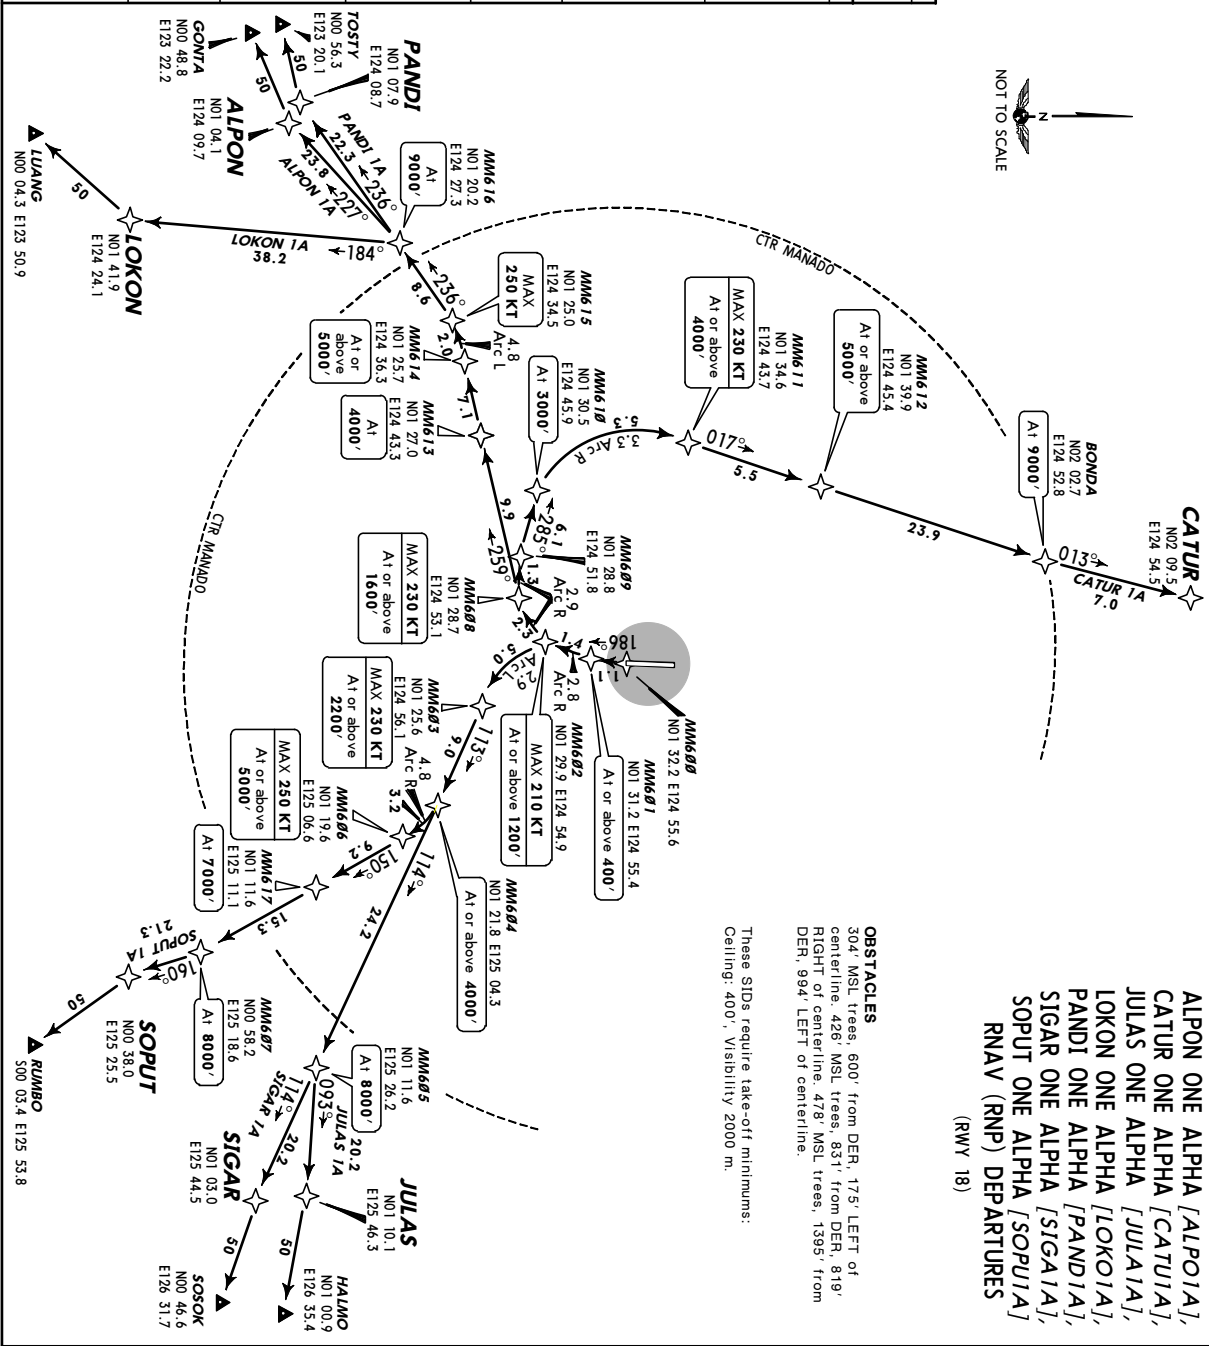 ALPON ONE ALPHA [ALPO1A],
CATUR ONE ALPHA [CATU1A],
JULAS ONE ALPHA [JULA1A],
LOKON ONE ALPHA [LOKO1A],
PANDI ONE ALPHA [PAND1A],
SIGAR ONE ALPHA [SIGA1A],
SOPUT ONE ALPHA [SOPU1A]
RNAV (RNP) DEPARTURES
(RWY 18)
NOT TO SCALE
N
OBSTACLES
304' MSL trees, 600' from DER, 175' LEFT of
centerline. 426' MSL trees, 831' from DER, 819'
RIGHT of centerline. 478' MSL trees, 1395' from
DER, 994' LEFT of centerline.
These SIDs require take-off minimums:
Ceiling: 400', Visibility 2000 m.
CATUR
N02 09.5
E124 54.5
CATUR 1A
7.0
013°
BONDA
N02 02.7
E124 52.8
At 9000'
23.9
MM612
N01 39.9
E124 45.4
At or above
5000'
5.5
017°
MM611
N01 34.6
E124 43.7
MAX 230 KT
At or above
4000'
5.3
3.3 Arc R
CTR MANADO
MM610
N01 30.5
E124 45.9
At 3000'
6.1
285°
MM609
N01 28.8
E124 51.8
1.3
2.9
Arc R
MM608
N01 28.7
E124 53.1
MAX 230 KT
At or above
1600'
2.3
259°
9.9
MM600
N01 32.2 E124 55.6
186°
1.1
MM601
N01 31.2 E124 55.4
At or above 400'
1.4
2.8
Arc R
MM602
N01 29.9 E124 54.9
MAX 210 KT
At or above 1200'
5.0
2.9
Arc L
MM603
N01 25.6
E124 56.1
MAX 230 KT
At or above
2200'
113°
9.0
MM604
N01 21.8 E125 04.3
At or above 4000'
4.8
Arc R
3.2
MM606
N01 19.6
E125 06.6
MAX 250 KT
At or above
5000'
150°
9.2
MM617
N01 11.6
E125 11.1
At 7000'
15.3
MM607
N00 58.2
E125 18.6
At 8000'
SOPUT 1A
21.3
160°
SOPUT
N00 38.0
E125 25.5
50
RUMBO
S00 03.4 E125 53.8
114°
24.2
MM605
N01 11.6
E125 26.2
At 8000'
093°
JULAS 1A
20.2
JULAS
N01 10.1
E125 46.3
50
HALMO
N01 00.9
E126 35.4
114°
SIGAR 1A
20.2
SIGAR
N01 03.0
E125 44.5
50
SOSOK
N00 46.6
E126 31.7
CTR MANADO
MM613
N01 27.0
E124 43.3
At
4000'
7.1
MM614
N01 25.7
E124 36.3
At or
above
5000'
2.0
4.8
Arc L
MM615
N01 25.0
E124 34.5
MAX
250 KT
236°
8.6
MM616
N01 20.2
E124 27.3
At
9000'
PANDI 1A
22.3
236°
PANDI
N01 07.9
E124 08.7
50
TOSTY
N00 56.3
E123 20.1
ALPON 1A
23.8
227°
ALPON
N01 04.1
E124 09.7
50
GONTA
N00 48.8
E123 22.2
184°
LOKON 1A
38.2
LOKON
N01 41.9
E124 24.1
50
LUANG
N00 04.3 E123 50.9